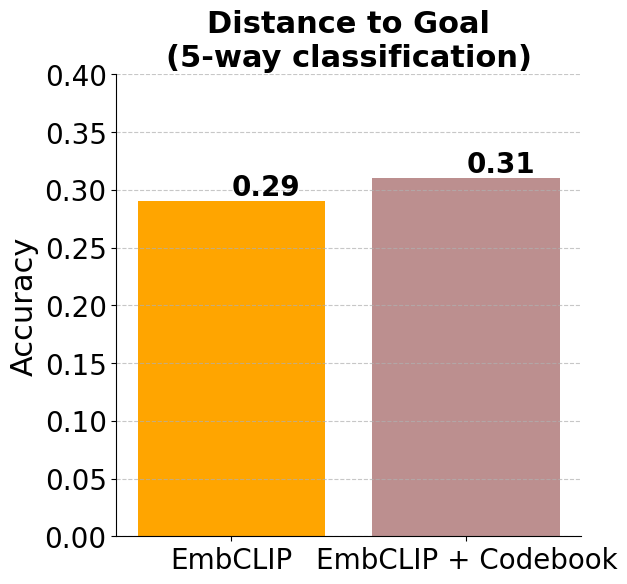 Distance to Goal
(5-way classification)
0.40
0.35
0.30
0.25
0.20
0.15
0.10
0.05
0.00
Accuracy
0.29
0.31
EmbCLIP
EmbCLIP + Codebook